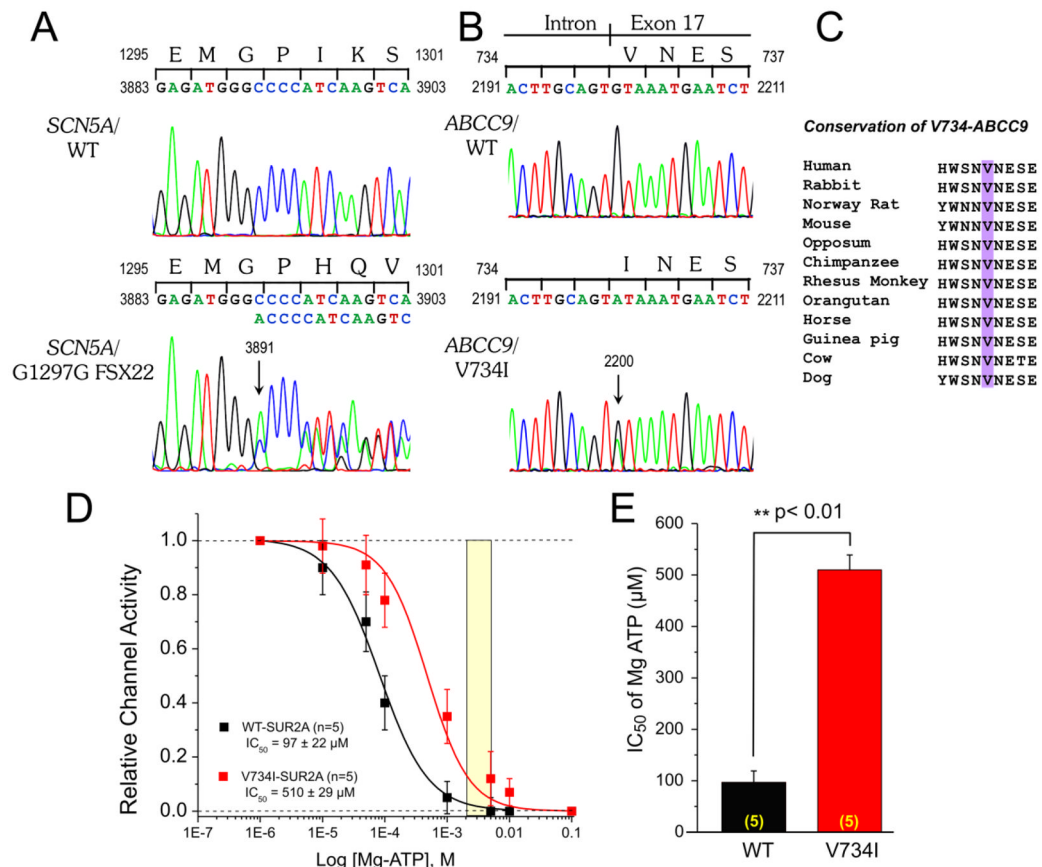 A
1295 E M G P I K S 1301
3883 GAGATGGGCCCCATCAAGTCA 3903
SCN5A/
WT
1295 E M G P H Q V 1301
3883 GAGATGGGCCCCATCAAGTCA 3903
ACCCCATCAAGTC
SCN5A/
G1297G FSX22
3891
B
Intron Exon 17
734 V N E S 737
2191 ACTTGCAGTGTAAATGAATCT 2211
ABCC9/
WT
734 I N E S 737
2191 ACTTGCAGTATAAATGAATCT 2211
ABCC9/
V734I
2200
C
Conservation of V734-ABCC9
Human HWSNVNESE
Rabbit HWSNVNESE
Norway Rat YWNNVNESE
Mouse YWNNVNESE
Opposum HWSNVNESE
Chimpanzee HWSNVNESE
Rhesus Monkey HWSNVNESE
Orangutan HWSNVNESE
Horse HWSNVNESE
Guinea pig HWSNVNESE
Cow HWSNVNETE
Dog YWSNVNESE
D
Relative Channel Activity
1.0
0.8
0.6
0.4
0.2
0.0
WT-SUR2A (n=5)
IC50 = 97 ± 22 µM
V734I-SUR2A (n=5)
IC50 = 510 ± 29 µM
1E-7 1E-6 1E-5 1E-4 1E-3 0.01 0.1
Log [Mg-ATP], M
E
** p< 0.01
IC50 of Mg ATP (µM)
600
500
400
300
200
100
0
(5) (5)
WT V734I